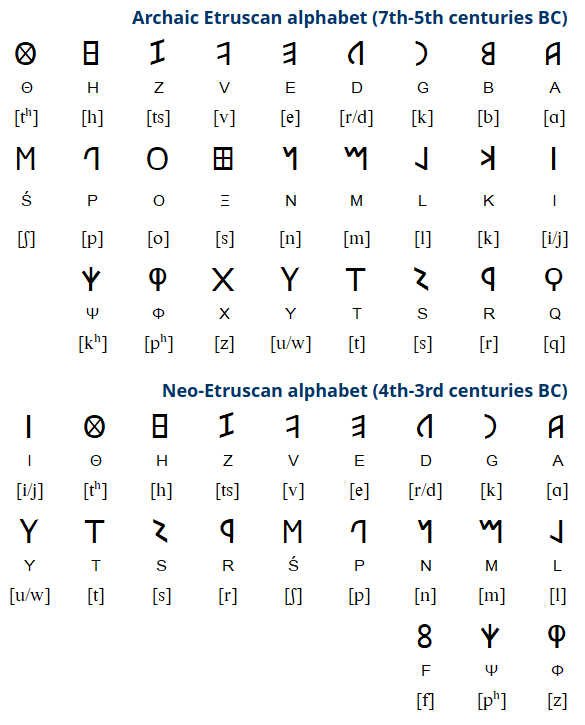 Archaic Etruscan alphabet (7th-5th centuries BC)
𐌈 𐌇 𐌆 𐌅 𐌄 𐌃 𐌂 𐌁 𐌀
Θ H Z V E D G B A
[tʰ] [h] [ts] [v] [e] [r/d] [k] [b] [ɑ]
𐌑 𐌐 𐌏 𐌎 𐌍 𐌌 𐌋 𐌊 𐌉
Ś P O Ξ N M L K I
[ʃ] [p] [o] [s] [n] [m] [l] [k] [i/j]
𐌙 𐌘 𐌗 𐌖 𐌕 𐌔 𐌓 𐌒
Ψ Φ X Y T S R Q
[kʰ] [pʰ] [z] [u/w] [t] [s] [r] [q]
Neo-Etruscan alphabet (4th-3rd centuries BC)
𐌉 𐌈 𐌇 𐌆 𐌅 𐌄 𐌃 𐌂 𐌀
I Θ H Z V E D G A
[i/j] [tʰ] [h] [ts] [v] [e] [r/d] [k] [ɑ]
𐌖 𐌕 𐌔 𐌓 𐌑 𐌐 𐌍 𐌌 𐌋
Y T S R Ś P N M L
[u/w] [t] [s] [r] [ʃ] [p] [n] [m] [l]
𐌚 𐌙 𐌘
F Ψ Φ
[f] [pʰ] [z]